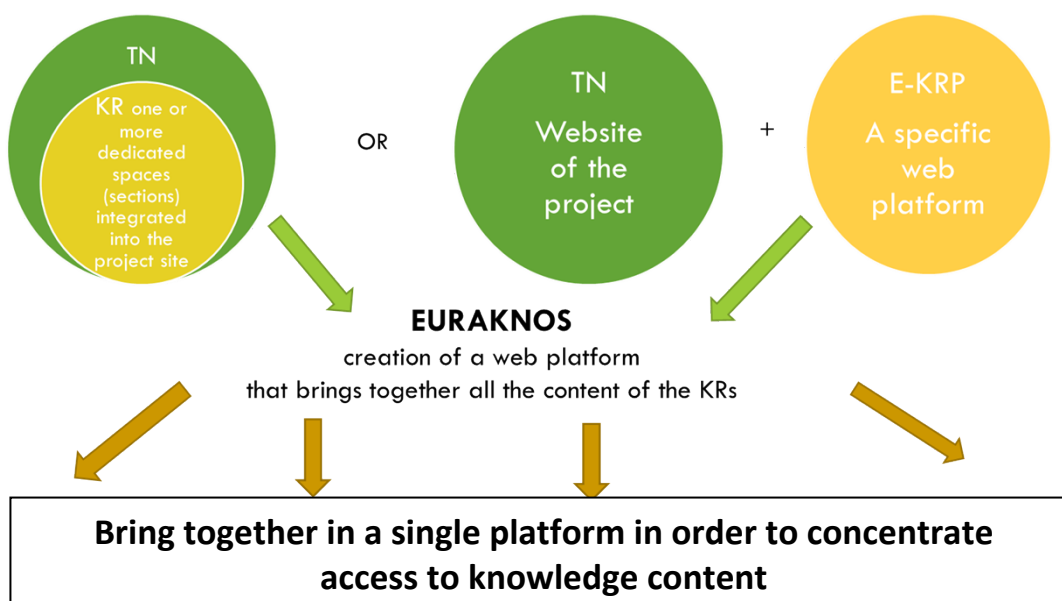 TN
KR one or
more
dedicated
spaces
(sections)
integrated
into the
project site
OR
TN
Website
of the
project
+
E-KRP
A specific
web
platform
EURAKNOS
creation of a web platform
that brings together all the content of the KRs
Bring together in a single platform in order to concentrate
access to knowledge content